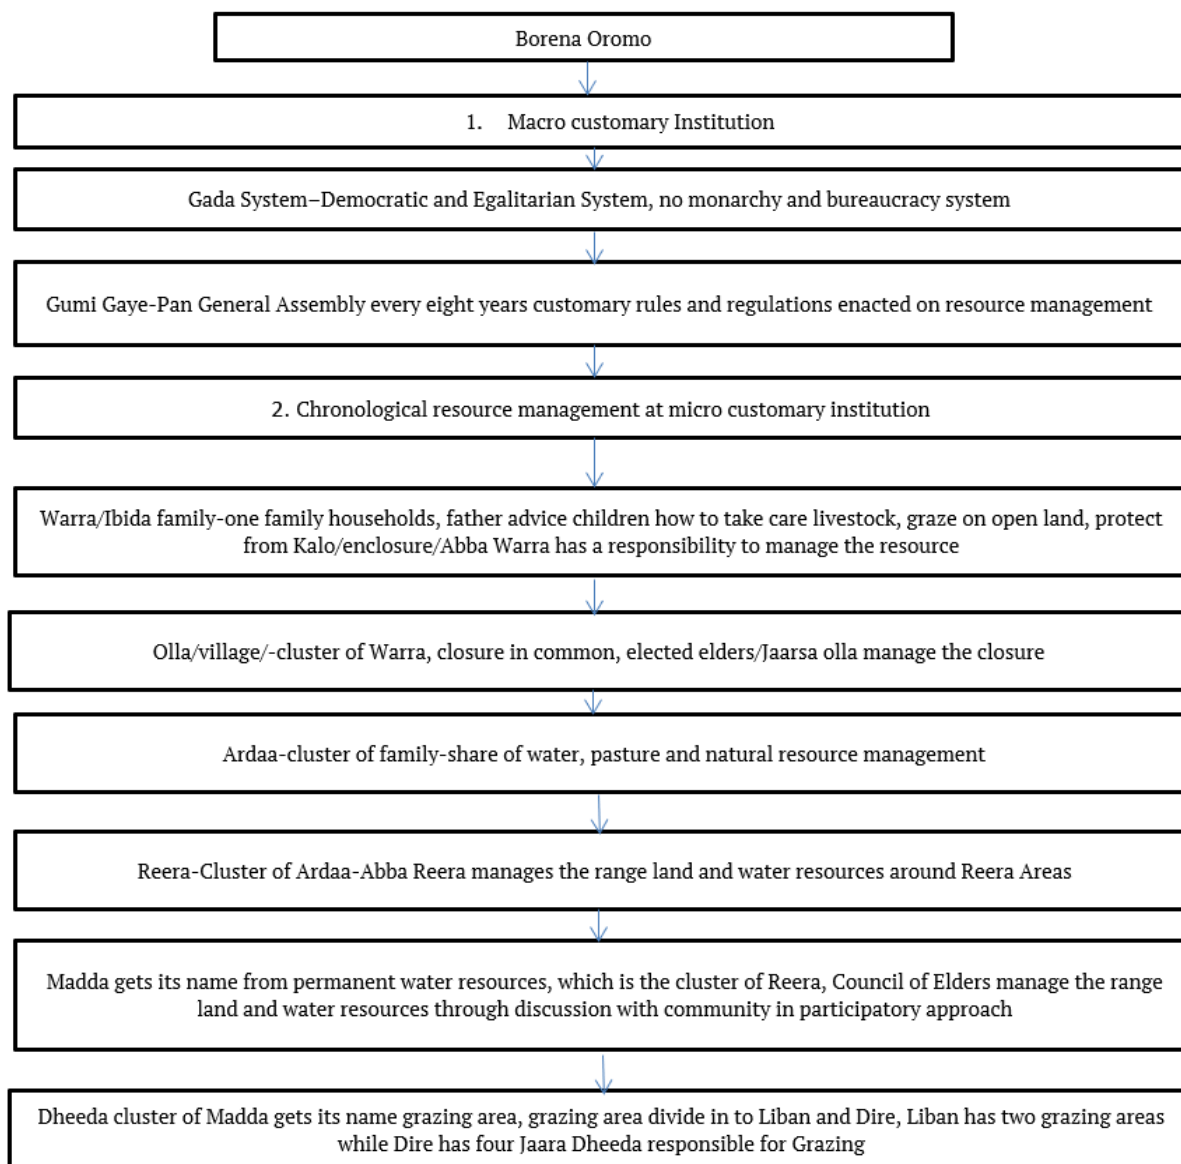 Borena Oromo
1. Macro customary Institution
Gada System–Democratic and Egalitarian System, no monarchy and bureaucracy system
Gumi Gaye-Pan General Assembly every eight years customary rules and regulations enacted on resource management
2. Chronological resource management at micro customary institution
Warra/Ibida family-one family households, father advice children how to take care livestock, graze on open land, protect
from Kalo/enclosure/Abba Warra has a responsibility to manage the resource
Olla/village/-cluster of Warra, closure in common, elected elders/Jaarsa olla manage the closure
Ardaa-cluster of family-share of water, pasture and natural resource management
Reera-Cluster of Ardaa-Abba Reera manages the range land and water resources around Reera Areas
Madda gets its name from permanent water resources, which is the cluster of Reera, Council of Elders manage the range
land and water resources through discussion with community in participatory approach
Dheeda cluster of Madda gets its name grazing area, grazing area divide in to Liban and Dire, Liban has two grazing areas
while Dire has four Jaara Dheeda responsible for Grazing